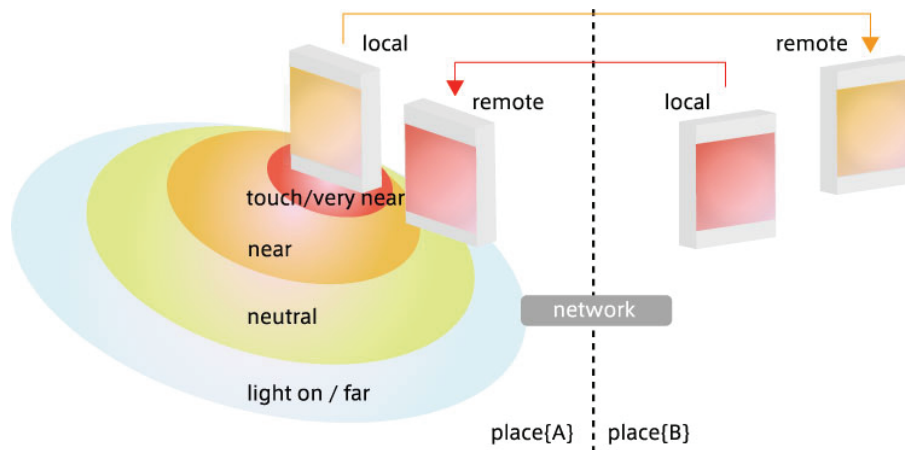 local
remote
remote
local
touch/very near
near
neutral
network
light on / far
place{A}
place{B}